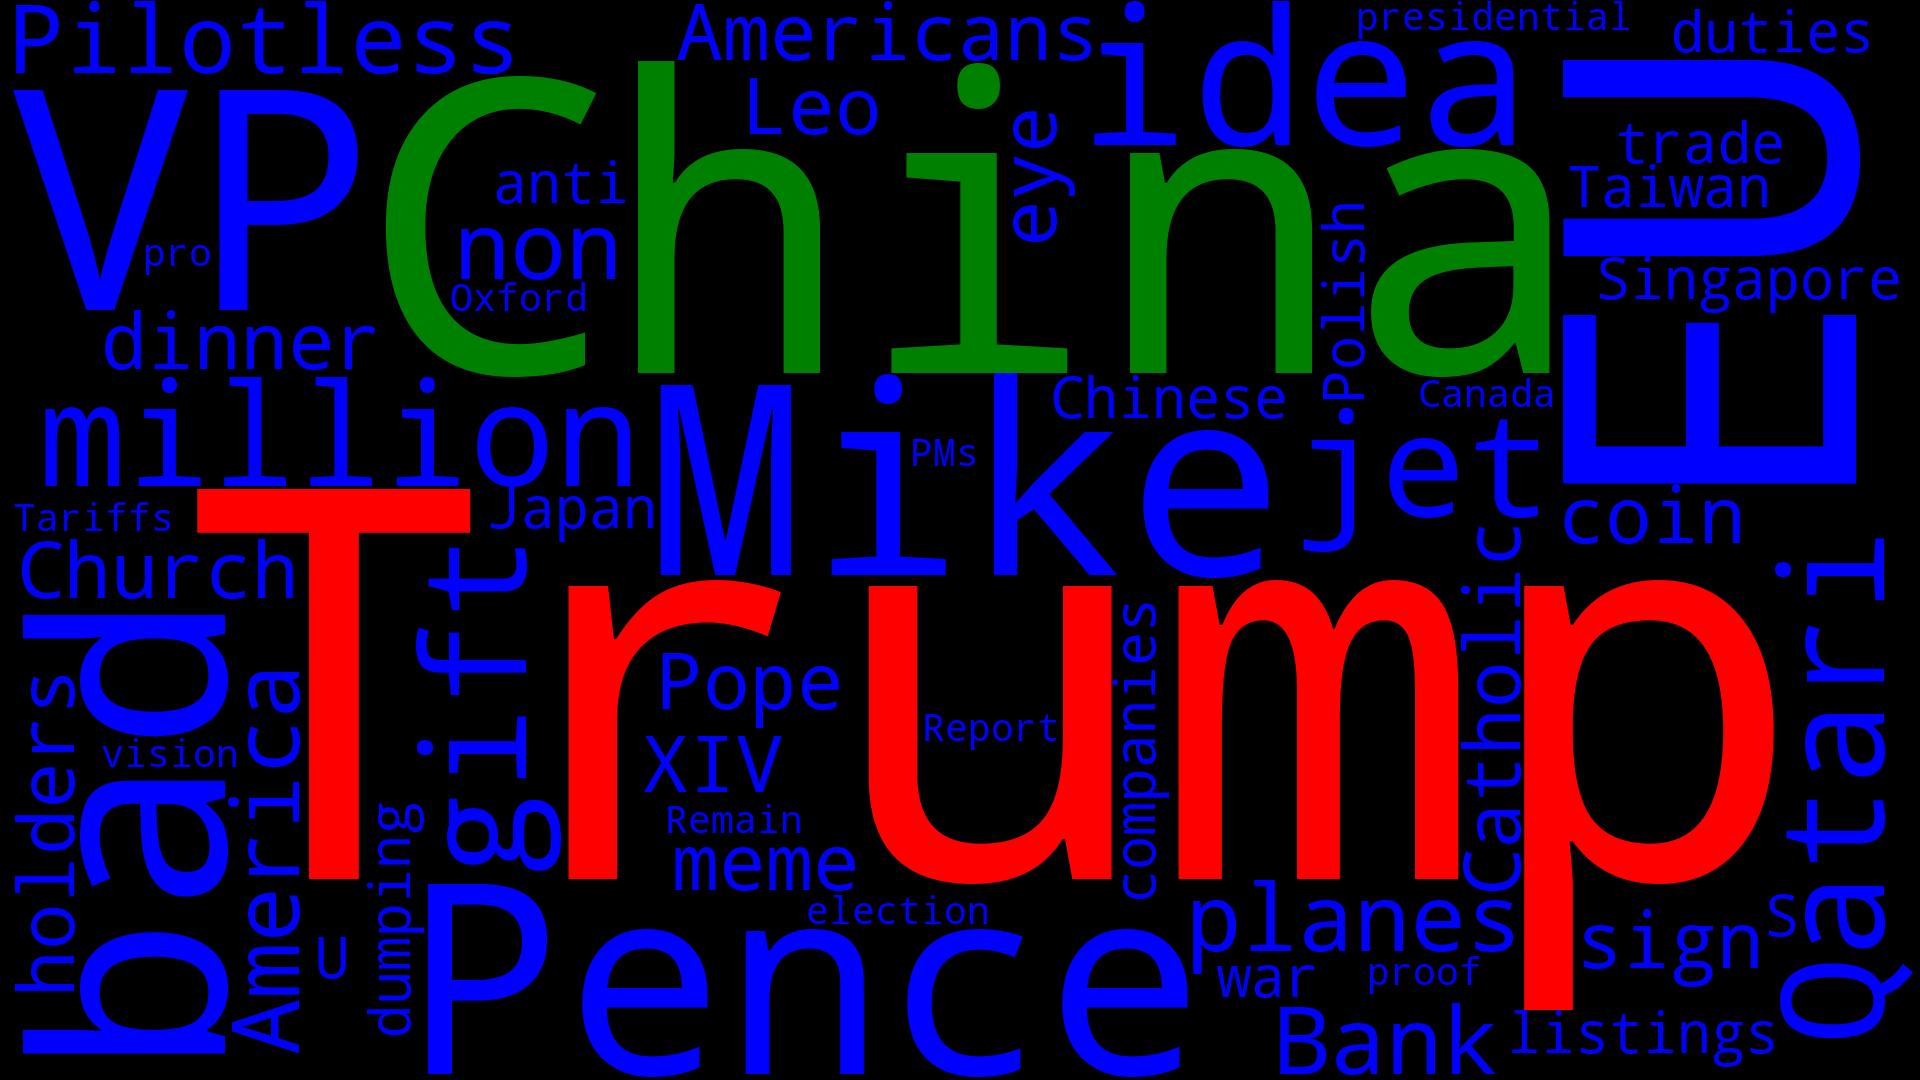 Pilotless
Americans
idea
presidential
duties
VP
China
Leo
eye
EU
trade
Taiwan
anti
non
pro
Oxford
Polish
Singapore
dinner
million
Mike
Chinese
Canada
PMs
jet
Tariffs
Trump
Japan
coin
Church
bad
gift
Catholic
Qatari
holders
America
Pope
companies
Report
vision
XIV
dumping
Remain
meme
election
U
Pence
planes
sign
S
war
proof
Bank
listings